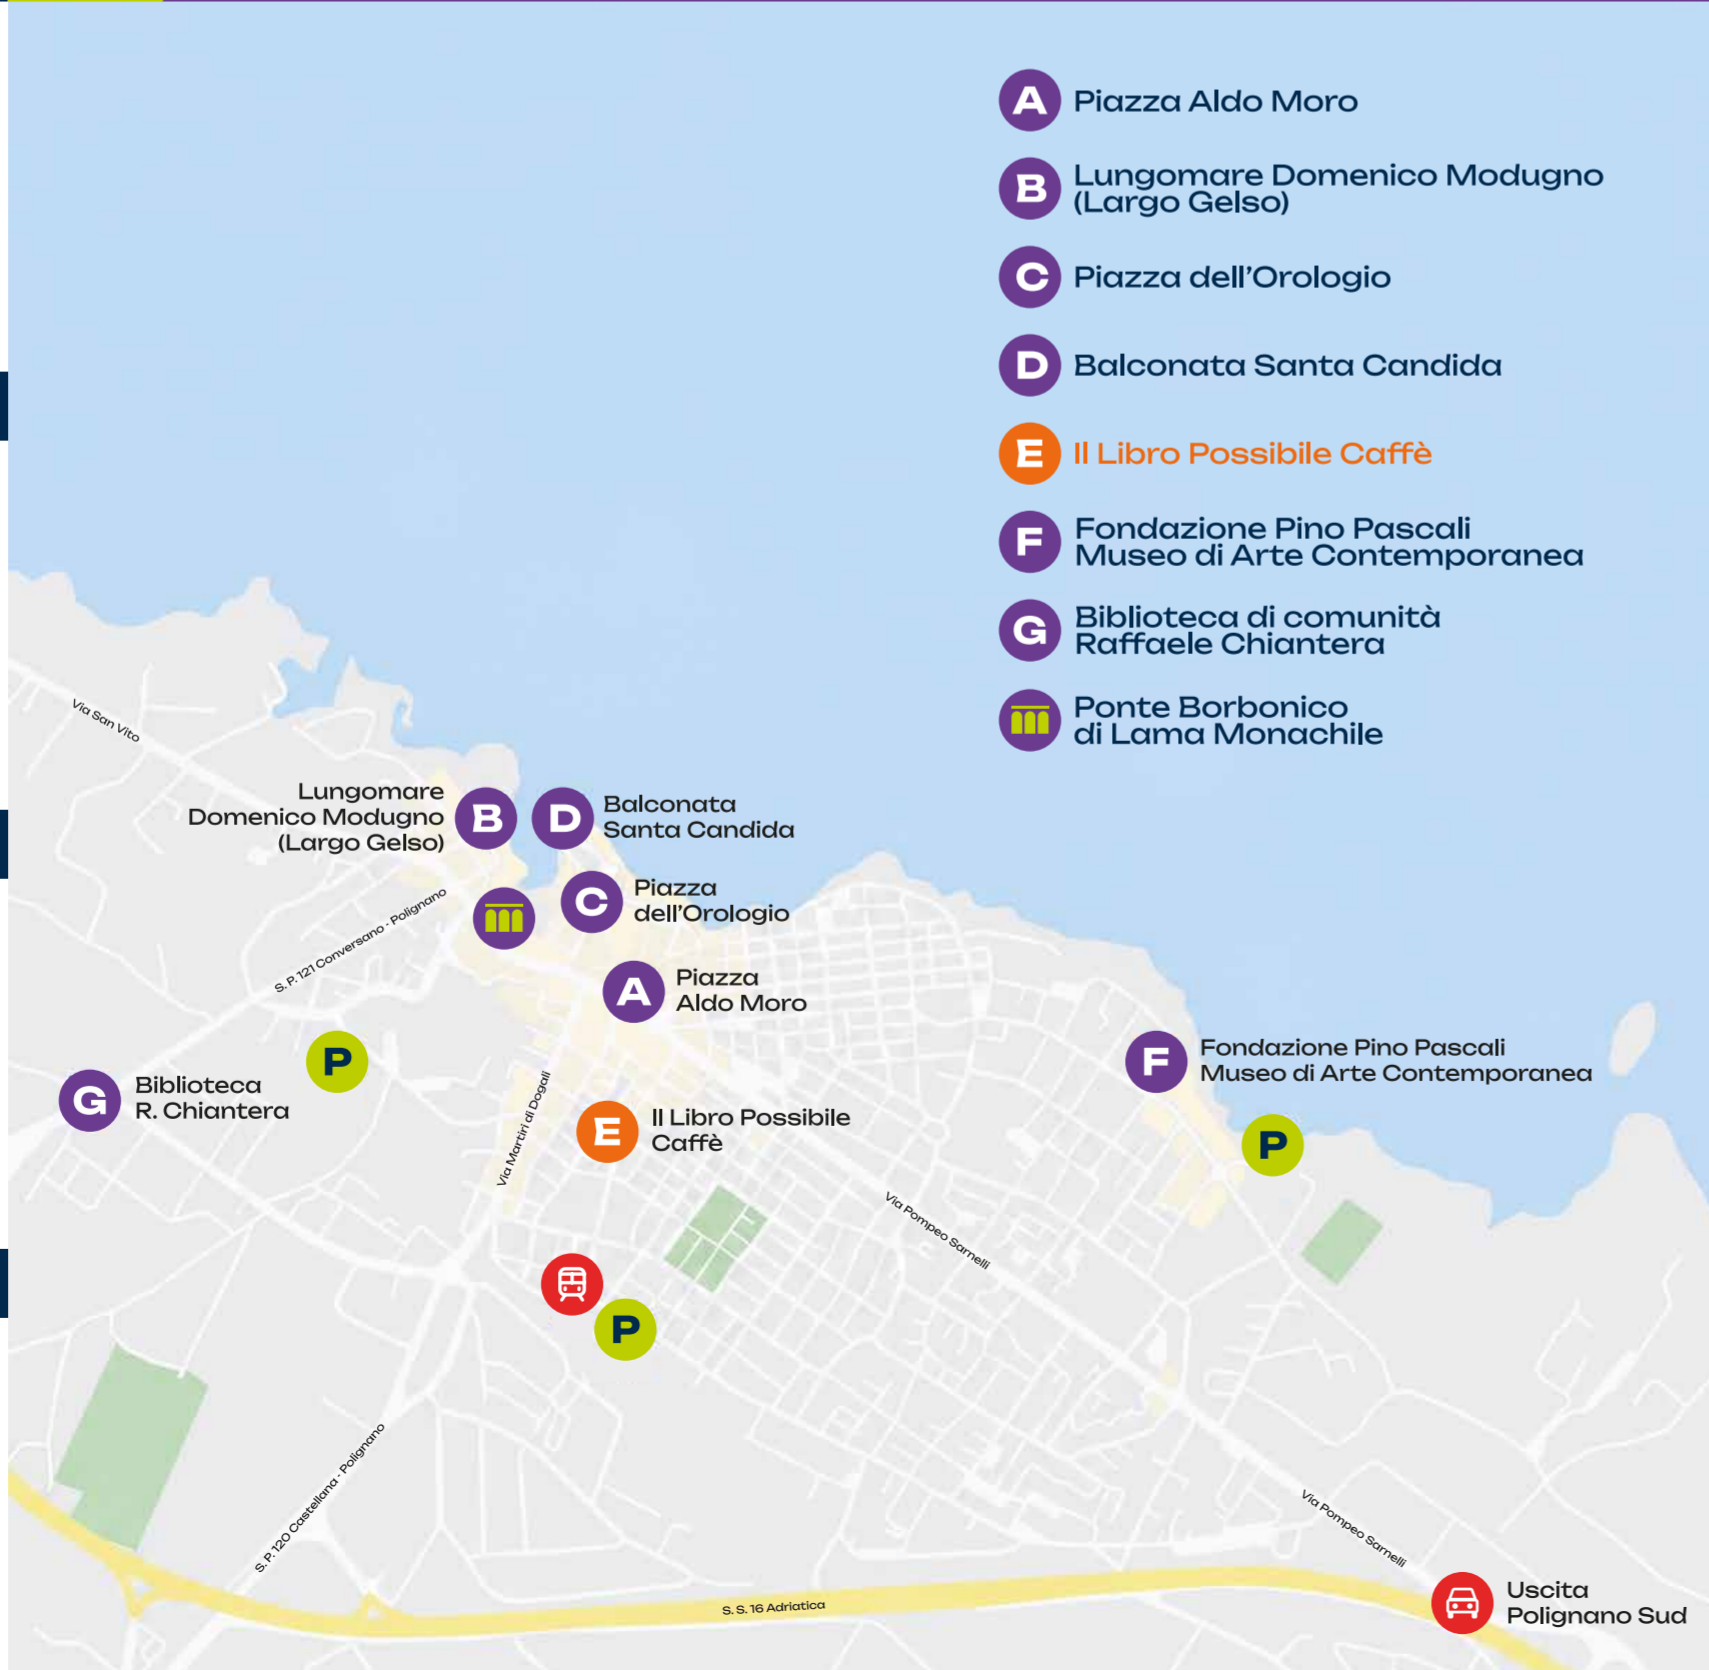 A Piazza Aldo Moro
B Lungomare Domenico Modugno
(Largo Gelso)
C Piazza dell'Orologio
D Balconata Santa Candida
E Il Libro Possibile Caffè
F Fondazione Pino Pascali
Museo di Arte Contemporanea
G Biblioteca di comunità
Raffaele Chiantera
Ponte Borbonico
di Lama Monachile
Via San Vito
Lungomare
Domenico Modugno
(Largo Gelso)
B
D
Balconata
Santa Candida
C
Piazza
dell'Orologio
S. P. 121 Conversano - Polignano
A
Piazza
Aldo Moro
P
F
Fondazione Pino Pascali
Museo di Arte Contemporanea
G
Biblioteca
R. Chiantera
Via Martiri di Dogali
E
Il Libro Possibile
Caffè
P
Via Pompeo Sarnelli
P
S. P. 120 Castellana - Polignano
Via Pompeo Sarnelli
S. S. 16 Adriatica
Uscita
Polignano Sud